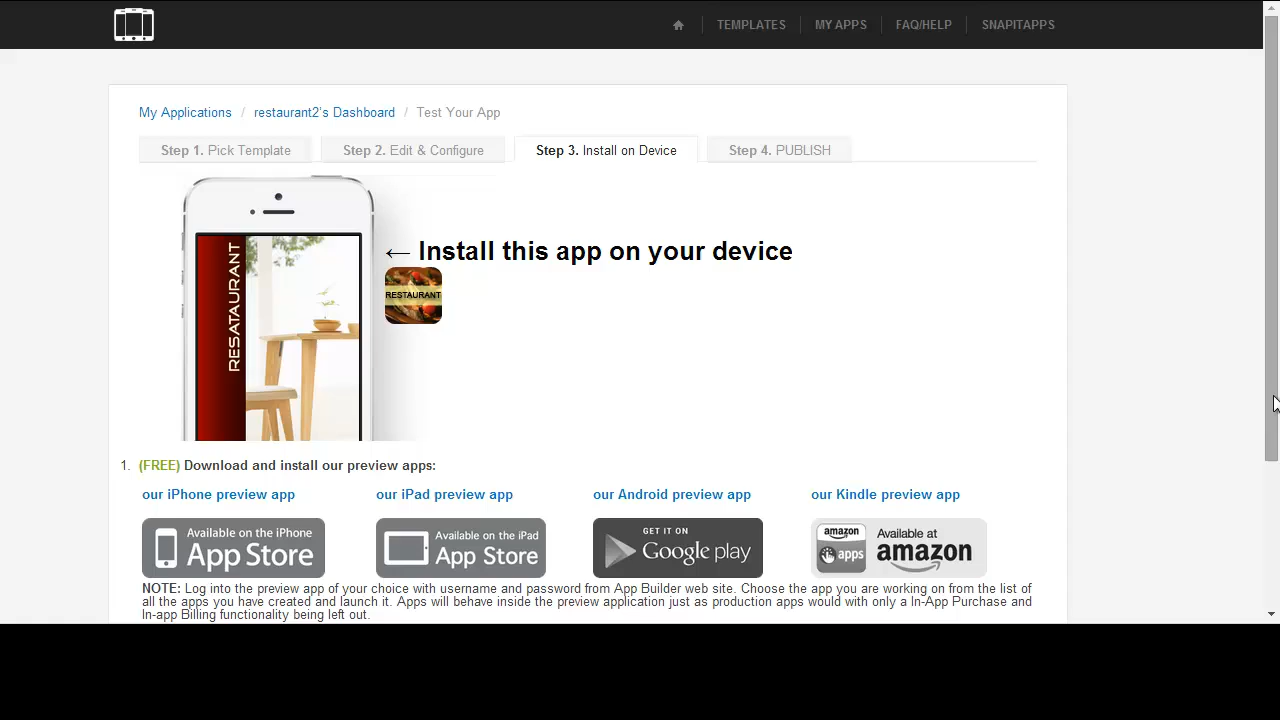 TEMPLATES MY APPS FAQ/HELP SNAPITAPPS
My Applications / restaurant2's Dashboard / Test Your App
Step 1. Pick Template Step 2. Edit & Configure Step 3. Install on Device Step 4. PUBLISH
RESATAURANT
← Install this app on your device
RESTAURANT
1. (FREE) Download and install our preview apps:
our iPhone preview app our iPad preview app our Android preview app our Kindle preview app
Available on the iPhone
App Store
Available on the iPad
App Store
GET IT ON
Google play
amazon
apps
Available at
amazon
NOTE: Log into the preview app of your choice with username and password from App Builder web site. Choose the app you are working on from the list of
all the apps you have created and launch it. Apps will behave inside the preview application just as production apps would with only a In-App Purchase and
In-app Billing functionality being left out.